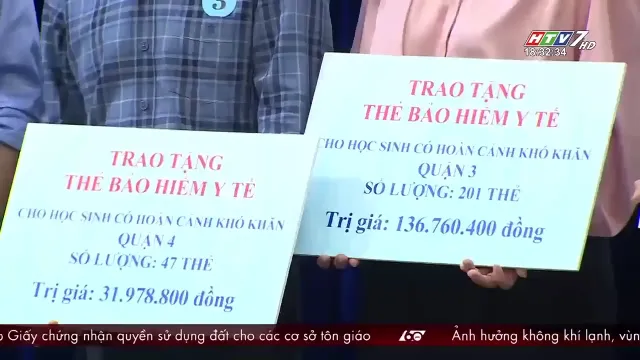 3
HTV7 HD
18:32:34
TRAO TẶNG
THẺ BẢO HIỂM Y TẾ
CHO HỌC SINH CÓ HOÀN CẢNH KHÓ KHĂN
QUẬN 3
SỐ LƯỢNG: 201 THẺ
Trị giá: 136.760.400 đồng
TRAO TẶNG
THẺ BẢO HIỂM Y TẾ
CHO HỌC SINH CÓ HOÀN CẢNH KHÓ KHĂN
QUẬN 4
SỐ LƯỢNG: 47 THẺ
Trị giá: 31.978.800 đồng
Giấy chứng nhận quyền sử dụng đất cho các cơ sở tôn giáo
60
Ảnh hưởng không khí lạnh, vùn